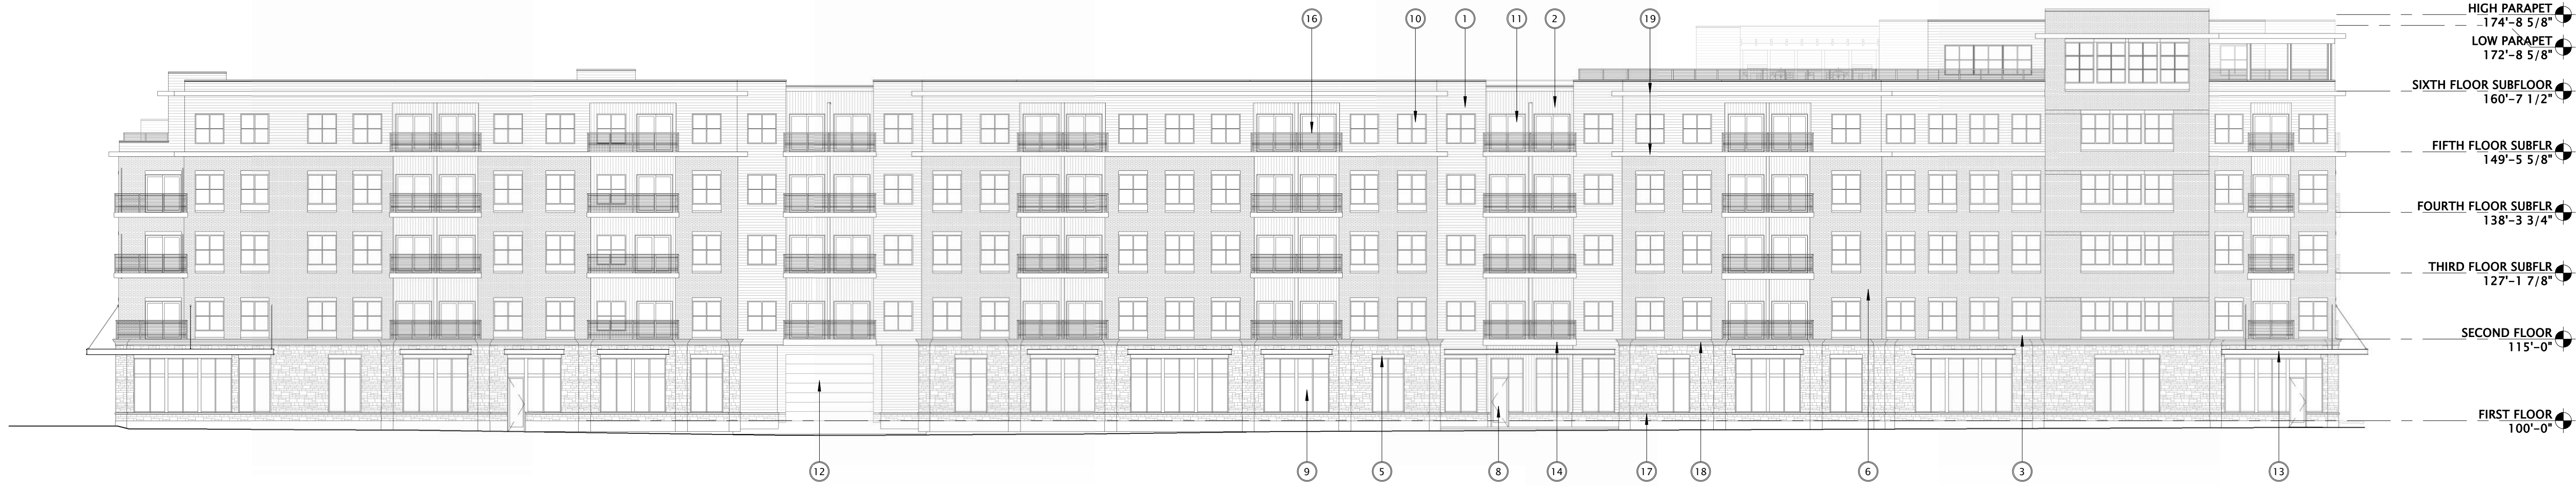 16 10 1 11 2 19
HIGH PARAPET
174'-8 5/8"
LOW PARAPET
172'-8 5/8"
SIXTH FLOOR SUBFLOOR
160'-7 1/2"
FIFTH FLOOR SUBFLR
149'-5 5/8"
FOURTH FLOOR SUBFLR
138'-3 3/4"
THIRD FLOOR SUBFLR
127'-1 7/8"
SECOND FLOOR
115'-0"
FIRST FLOOR
100'-0"
12 9 5 8 14 17 18 6 3 13